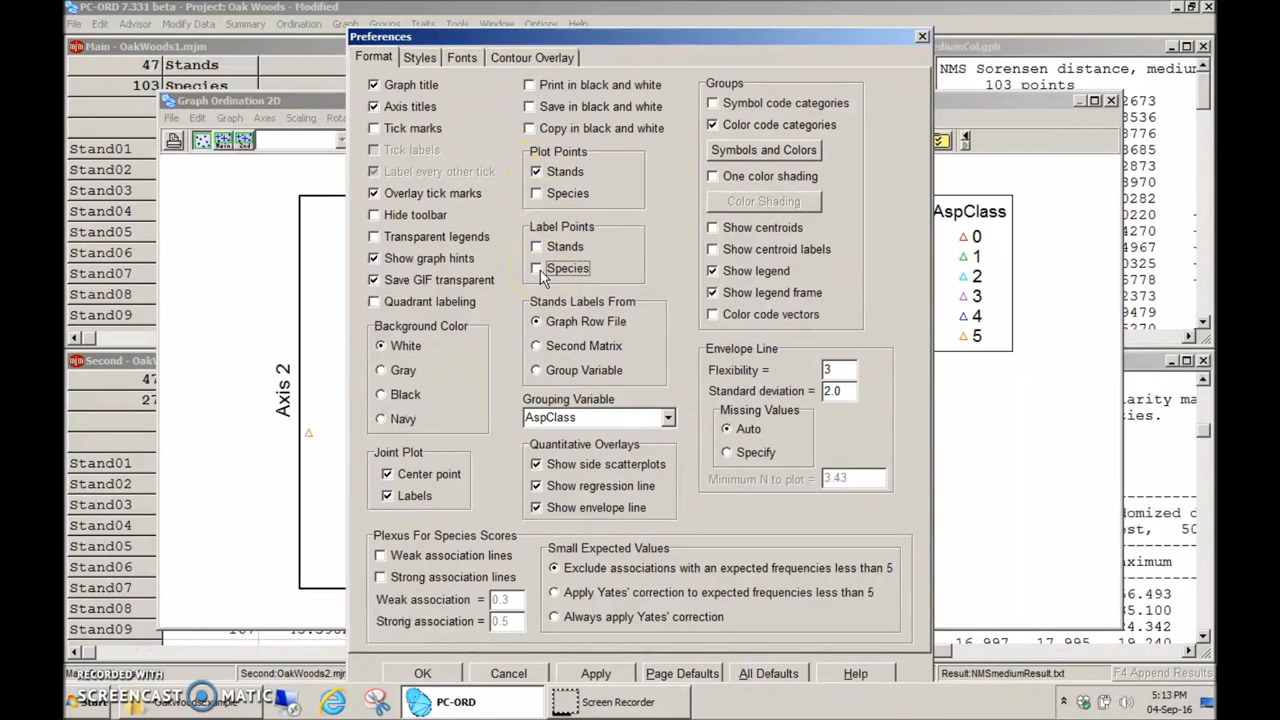 PC-ORD 7.331 beta - Project: Oak Woods - Modified
File Edit Advisor Modify Data Summary Ordination Graph Groups Traits Tools Window Options Help
Main - OakWoods1.mjm
47 Stands
103 Species
Stand01
Stand02
Stand03
Stand04
Stand05
Stand06
Stand07
Stand08
Stand09
Graph Ordination 2D
File Edit Graph Axes Scaling
Main
2nd
Axis 2
Preferences
Format Styles Fonts Contour Overlay
Graph title
Axis titles
Tick marks
Tick labels
Label every other tick
Overlay tick marks
Hide toolbar
Transparent legends
Show graph hints
Save GIF transparent
Quadrant labeling
Background Color
White
Gray
Black
Navy
Joint Plot
Center point
Labels
Print in black and white
Save in black and white
Copy in black and white
Plot Points
Stands
Species
Label Points
Stands
Species
Stands Labels From
Graph Row File
Second Matrix
Group Variable
Grouping Variable
AspClass
Quantitative Overlays
Show side scatterplots
Show regression line
Show envelope line
Groups
Symbol code categories
Color code categories
Symbols and Colors
One color shading
Color Shading
Show centroids
Show centroid labels
Show legend
Show legend frame
Color code vectors
Envelope Line
Flexibility = 3
Standard deviation = 2.0
Missing Values
Auto
Specify
Minimum N to plot = 3.43
Plexus For Species Scores
Weak association lines
Strong association lines
Weak association = 0.3
Strong association = 0.5
Small Expected Values
Exclude associations with an expected frequencies less than 5
Apply Yates' correction to expected frequencies less than 5
Always apply Yates' correction
OK Cancel Apply Page Defaults All Defaults Help
NMS Sorensen distance, medium
103 points
AspClass
0
1
2
3
4
5
Second - OakWo
47
27
Stand01
Stand02
Stand03
Stand04
Stand05
Stand06
Stand07
Stand08
Stand09
16.997 17.995 19.240
Second:OakWoods2.mjm
Result:NMSmediumResult.txt
F4 Append Results
RECORDED WITH
SCREENCAST MATIC
Start
PC-ORD
Screen Recorder
5:13 PM
04-Sep-16